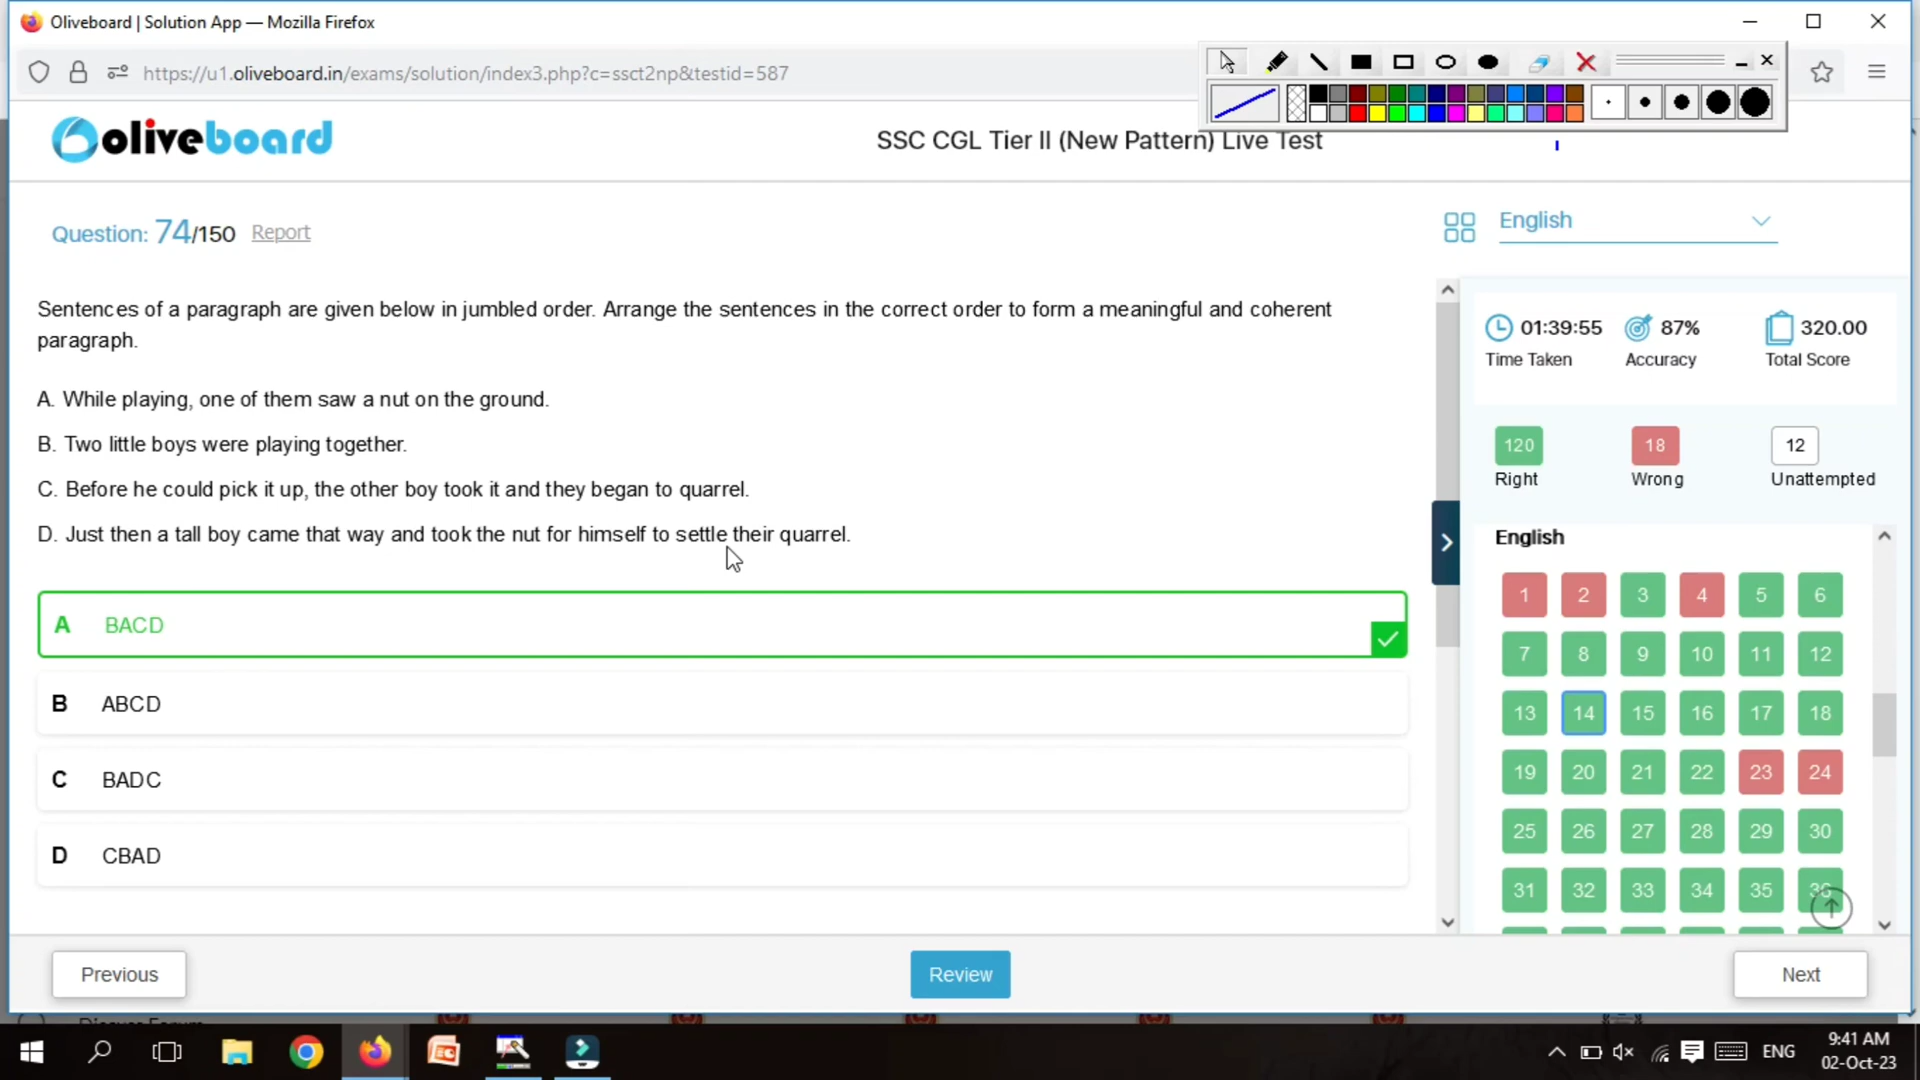 Oliveboard | Solution App — Mozilla Firefox
https://u1.oliveboard.in/exams/solution/index3.php?c=ssct2np&testid=587
oliveboard
SSC CGL Tier II (New Pattern) Live Test
Question: 74/150 Report
English
Sentences of a paragraph are given below in jumbled order. Arrange the sentences in the correct order to form a meaningful and coherent
paragraph.
A. While playing, one of them saw a nut on the ground.
B. Two little boys were playing together.
C. Before he could pick it up, the other boy took it and they began to quarrel.
D. Just then a tall boy came that way and took the nut for himself to settle their quarrel.
A BACD
B ABCD
C BADC
D CBAD
01:39:55 87% 320.00
Time Taken Accuracy Total Score
120 18 12
Right Wrong Unattempted
English
1 2 3 4 5 6
7 8 9 10 11 12
13 14 15 16 17 18
19 20 21 22 23 24
25 26 27 28 29 30
31 32 33 34 35 36
Previous Review Next
ENG
9:41 AM
02-Oct-23